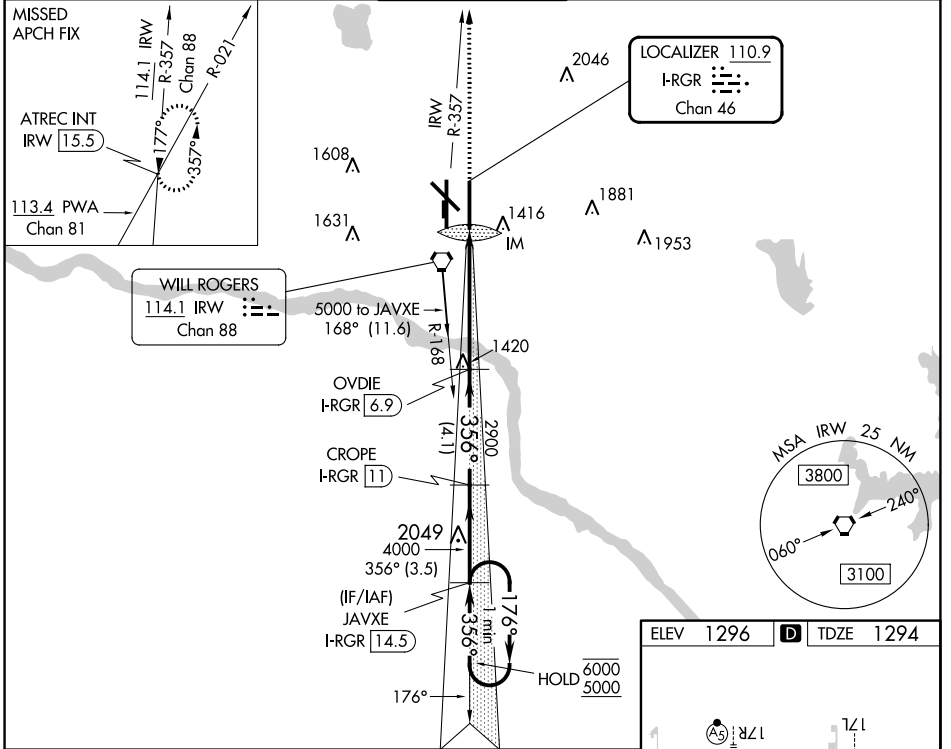 MISSED
APCH FIX
114.1 IRW
R-357
Chan 88
R-021
ATREC INT
IRW 15.5
177°
357°
113.4 PWA
Chan 81
IRW
R-357
2046
LOCALIZER 110.9
I-RGR
Chan 46
1608
1631
1416
IM
1881
1953
WILL ROGERS
114.1 IRW
Chan 88
5000 to JAVXE
168° (11.6)
R-168
1420
OVDIE
I-RGR 6.9
356°
(4.1)
2900
CROPE
I-RGR 11
2049
4000
356° (3.5)
(IF/IAF)
JAVXE
I-RGR 14.5
356°
1 min
176°
HOLD 6000
5000
176°
MSA IRW 25 NM
3800
240°
060°
3100
ELEV 1296 D TDZE 1294
A5
17R
17L